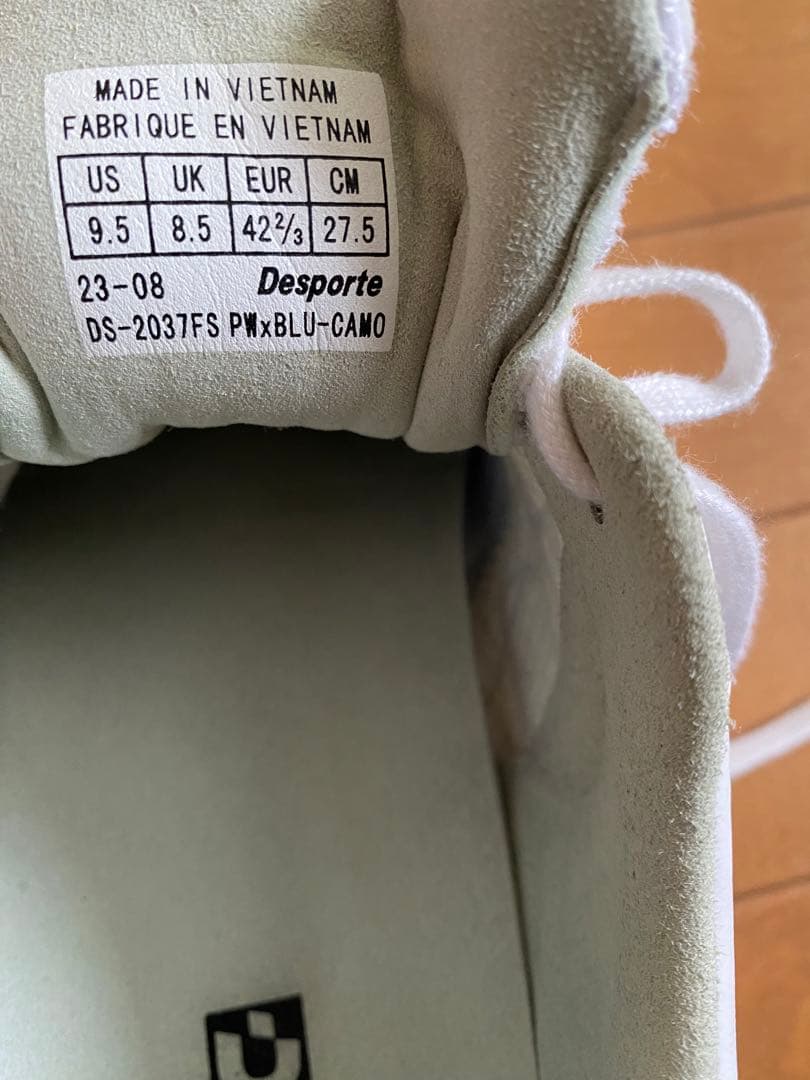 MADE IN VIETNAM
FABRIQUE EN VIETNAM
US UK EUR CM
9.5 8.5 42⅔ 27.5
23-08 Desporte
DS-2037FS PWxBLU-CAMO